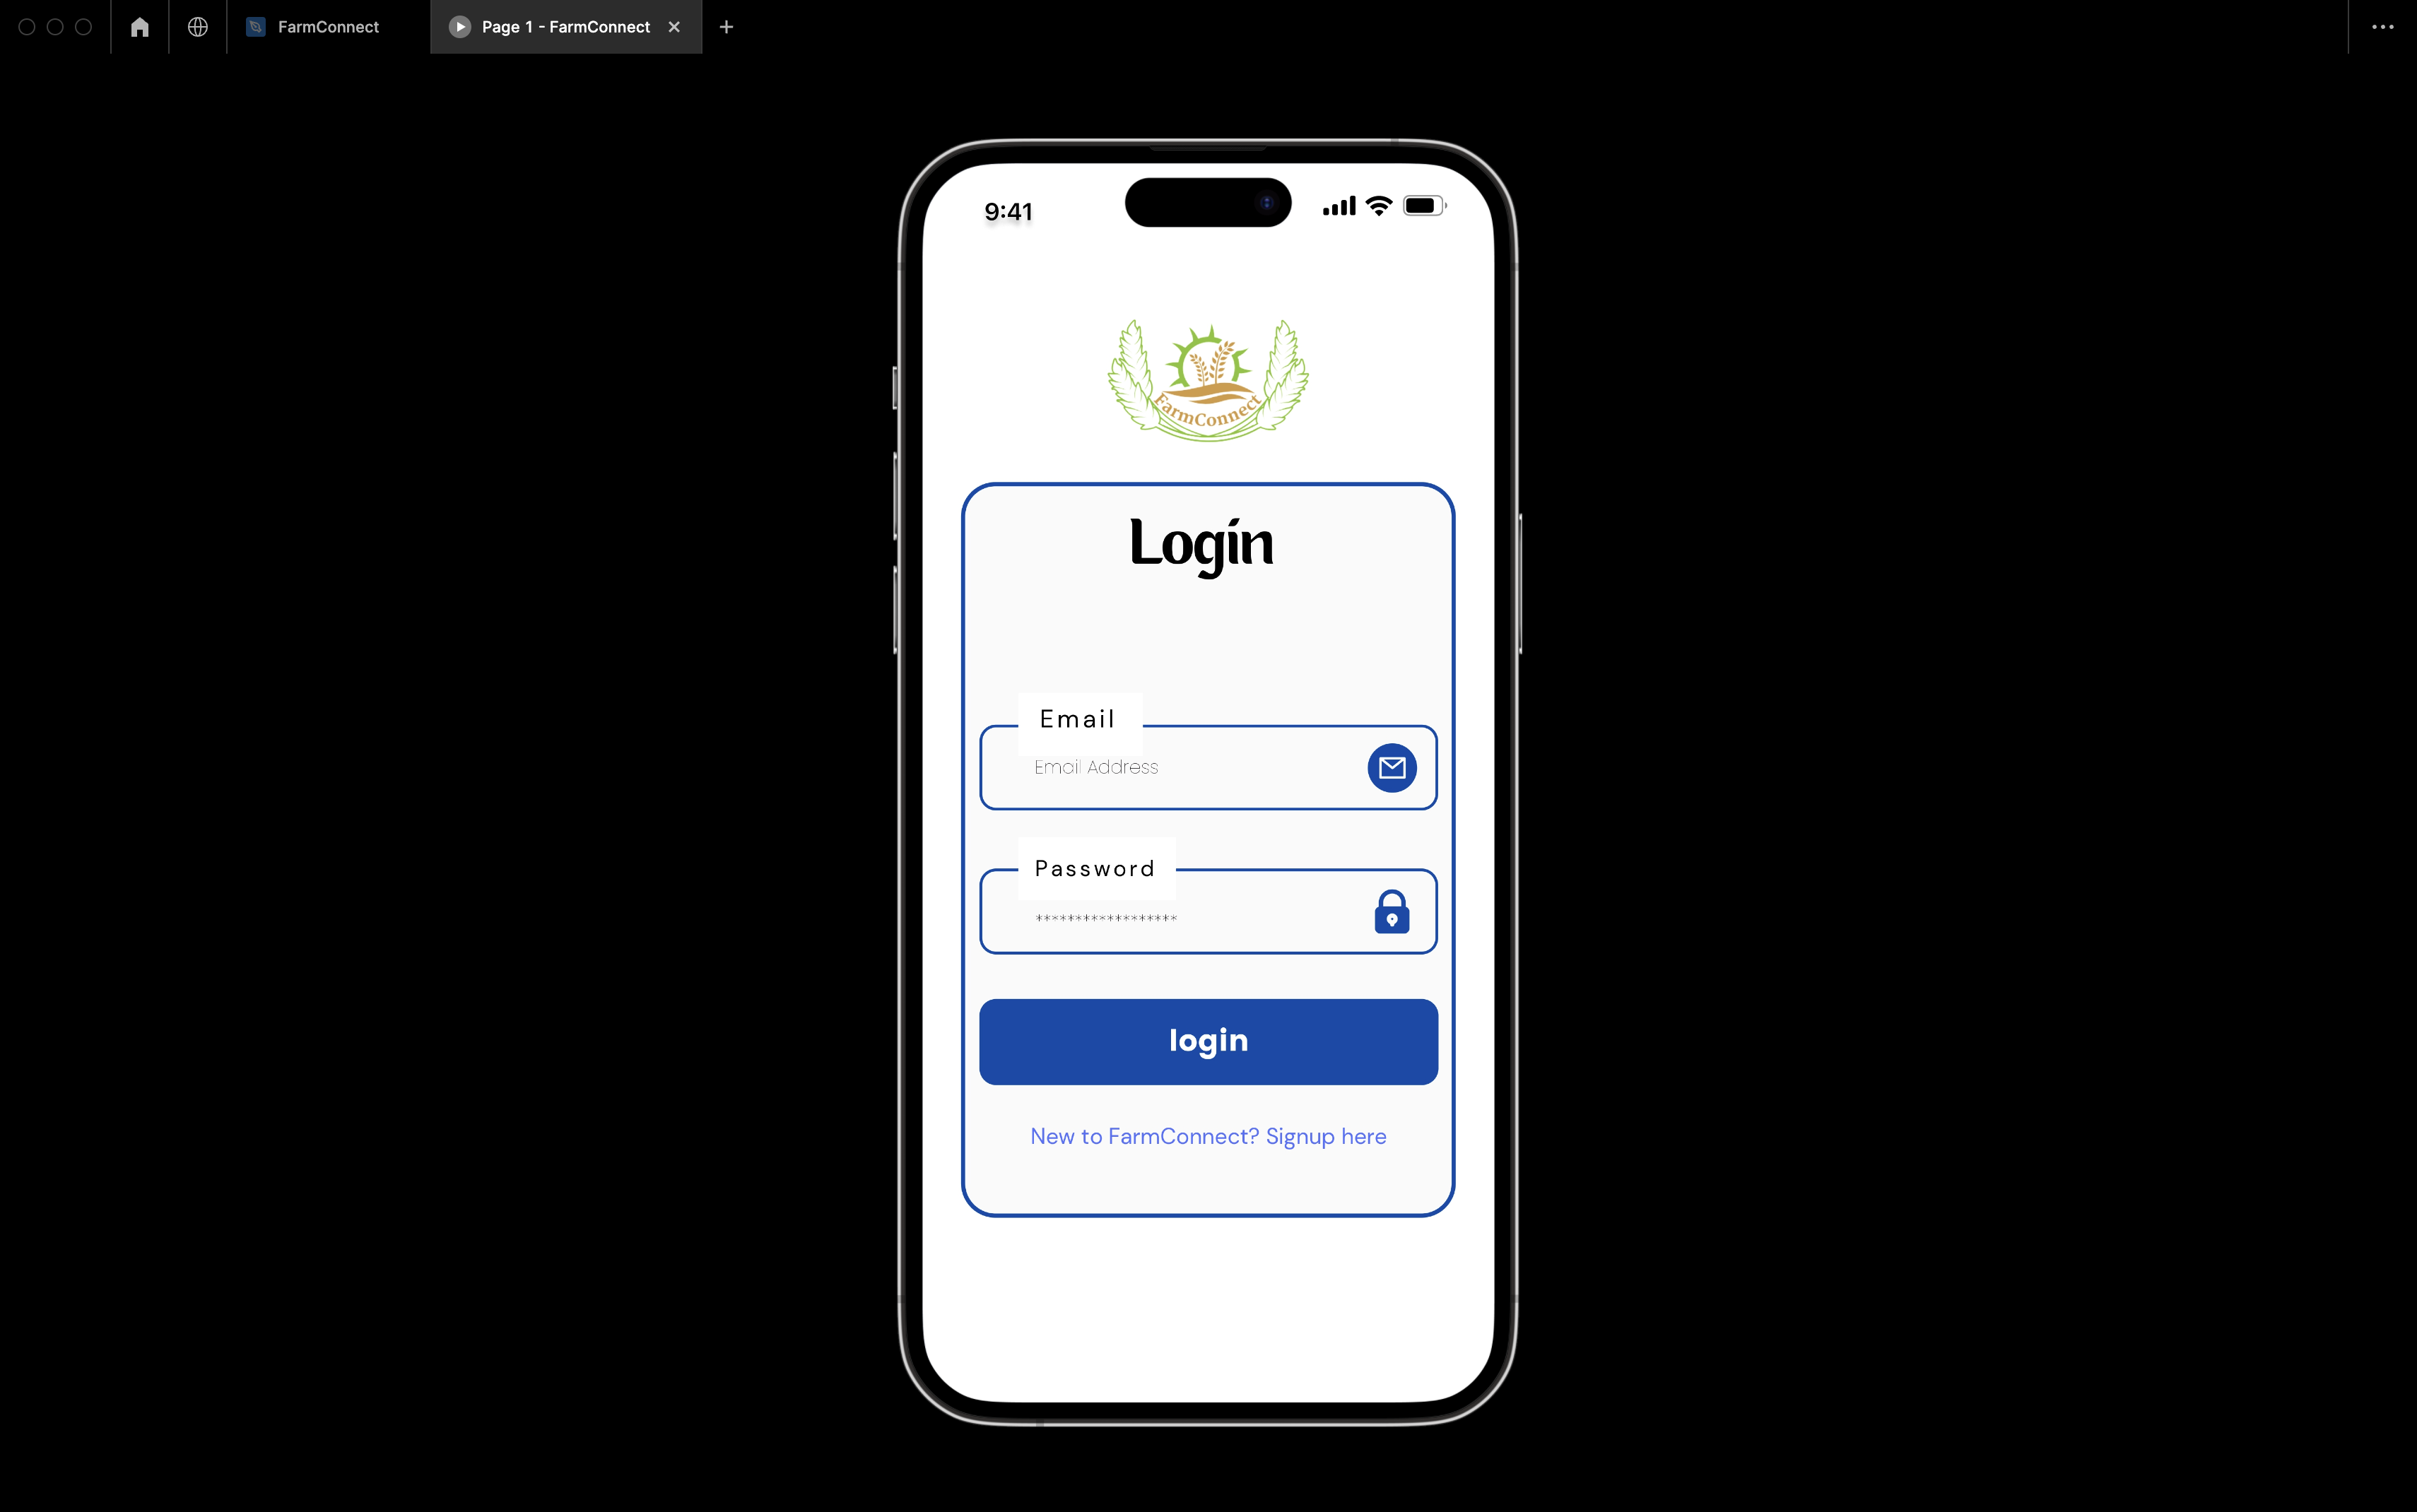 FarmConnect
Page 1 - FarmConnect
9:41
FarmConnect
Login
Email
Email Address
Password
******************
login
New to FarmConnect? Signup here